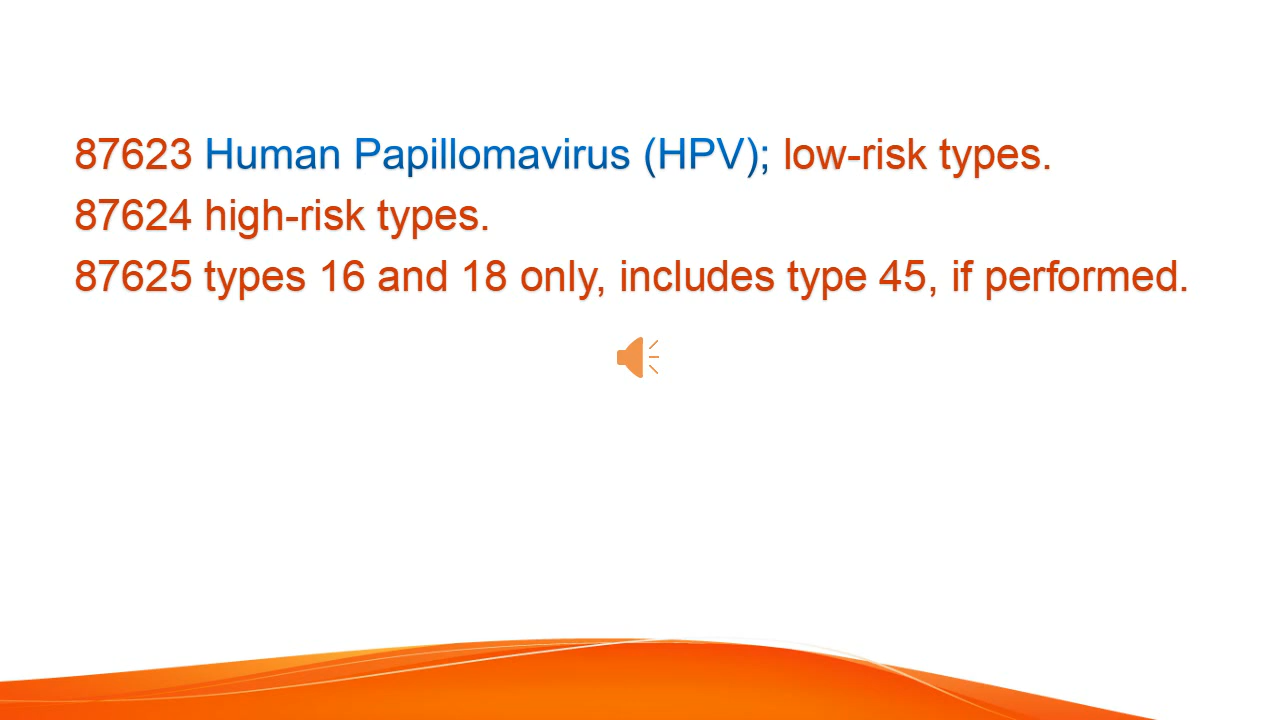 87623 Human Papillomavirus (HPV); low-risk types.
87624 high-risk types.
87625 types 16 and 18 only, includes type 45, if performed.